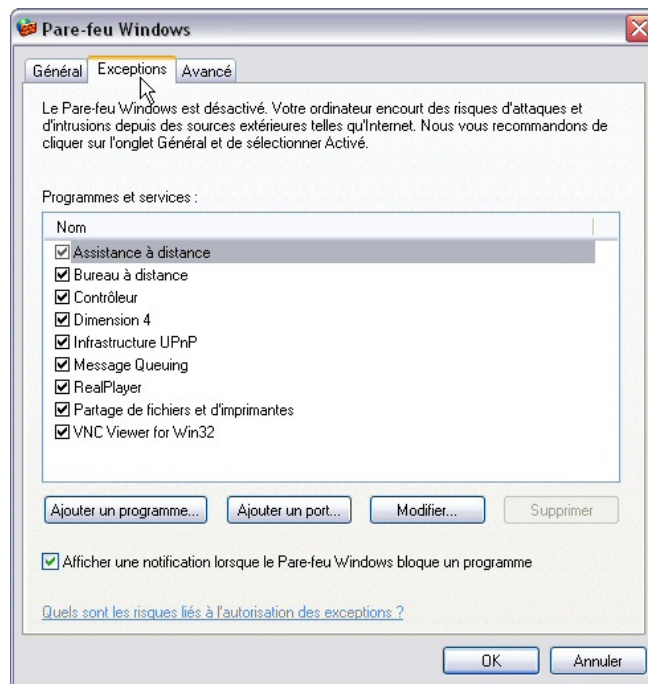 Pare-feu Windows
Général Exceptions Avancé
Le Pare-feu Windows est désactivé. Votre ordinateur encourt des risques d'attaques et
d'intrusions depuis des sources extérieures telles qu'Internet. Nous vous recommandons de
cliquer sur l'onglet Général et de sélectionner Activé.
Programmes et services :
Nom
Assistance à distance
Bureau à distance
Contrôleur
Dimension 4
Infrastructure UPnP
Message Queuing
RealPlayer
Partage de fichiers et d'imprimantes
VNC Viewer for Win32
Ajouter un programme... Ajouter un port... Modifier... Supprimer
Afficher une notification lorsque le Pare-feu Windows bloque un programme
Quels sont les risques liés à l'autorisation des exceptions ?
OK Annuler